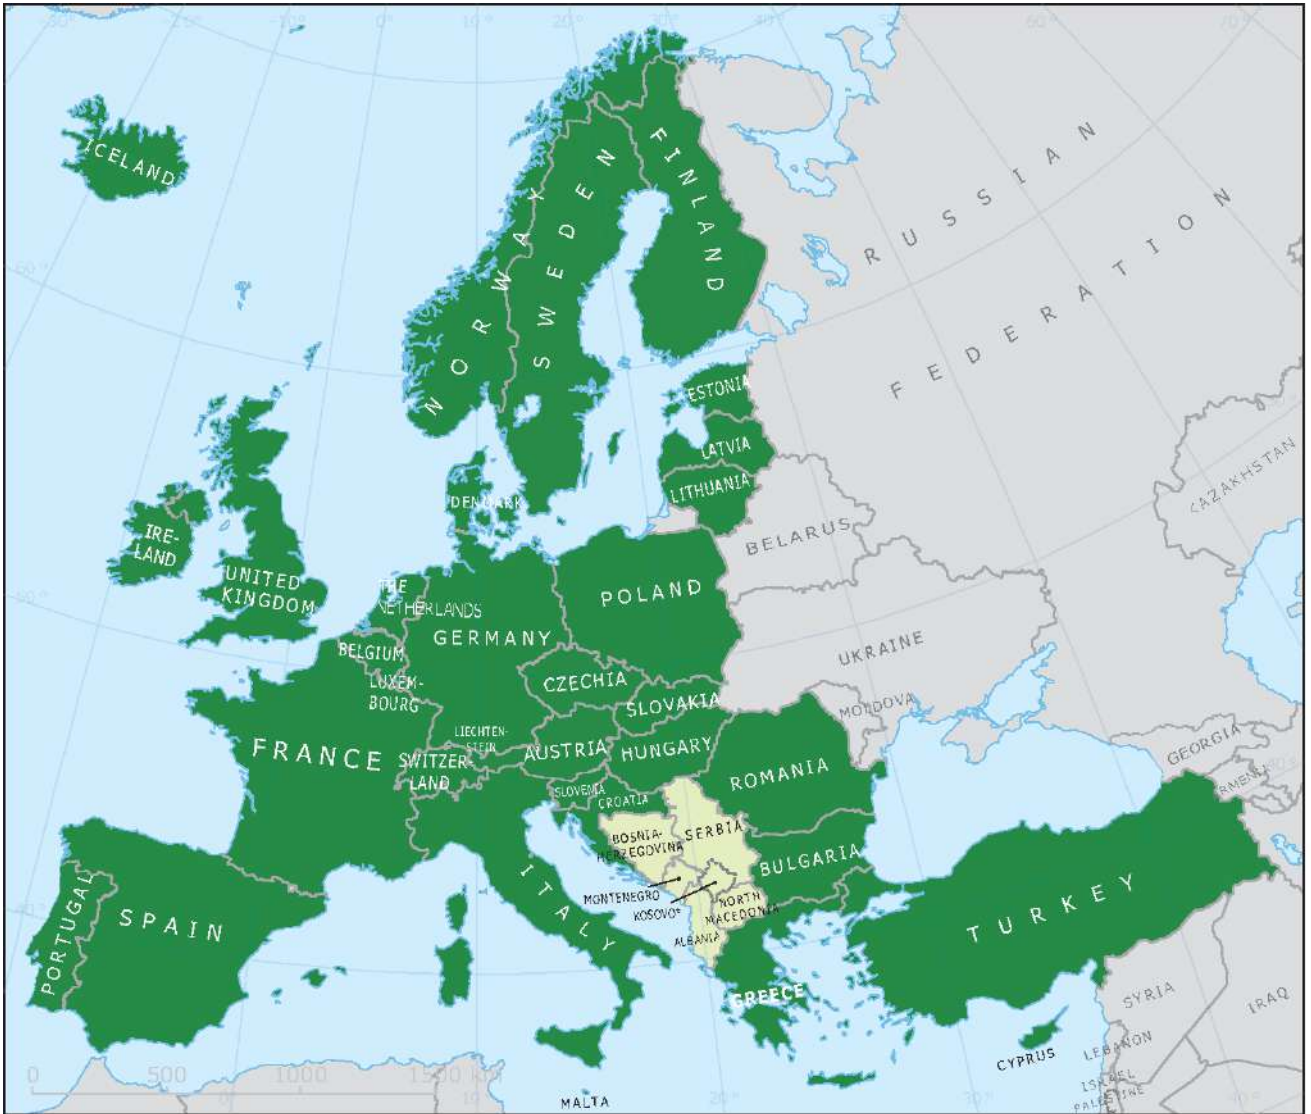 ICELAND
NORWAY
SWEDEN
FINLAND
RUSSIAN
FEDERATION
ESTONIA
LATVIA
LITHUANIA
DENMARK
IRE-
LAND
UNITED
KINGDOM
THE
NETHERLANDS
BELARUS
KAZAKHSTAN
POLAND
GERMANY
BELGIUM
LUXEM-
BOURG
CZECHIA
UKRAINE
SLOVAKIA
MOLDOVA
LIECHTEN-
STEIN
FRANCE
SWITZER-
LAND
AUSTRIA
HUNGARY
ROMANIA
GEORGIA
SLOVENIA
CROATIA
BOSNIA-
HERZEGOVINA
SERBIA
BULGARIA
MONTENEGRO
KOSOVO*
NORTH
MACEDONIA
ALBANIA
PORTUGAL
SPAIN
ITALY
TURKEY
GREECE
SYRIA
IRAQ
CYPRUS
LEBANON
ISRAEL
PALESTINE
0 500 1000 1500 km
MALTA